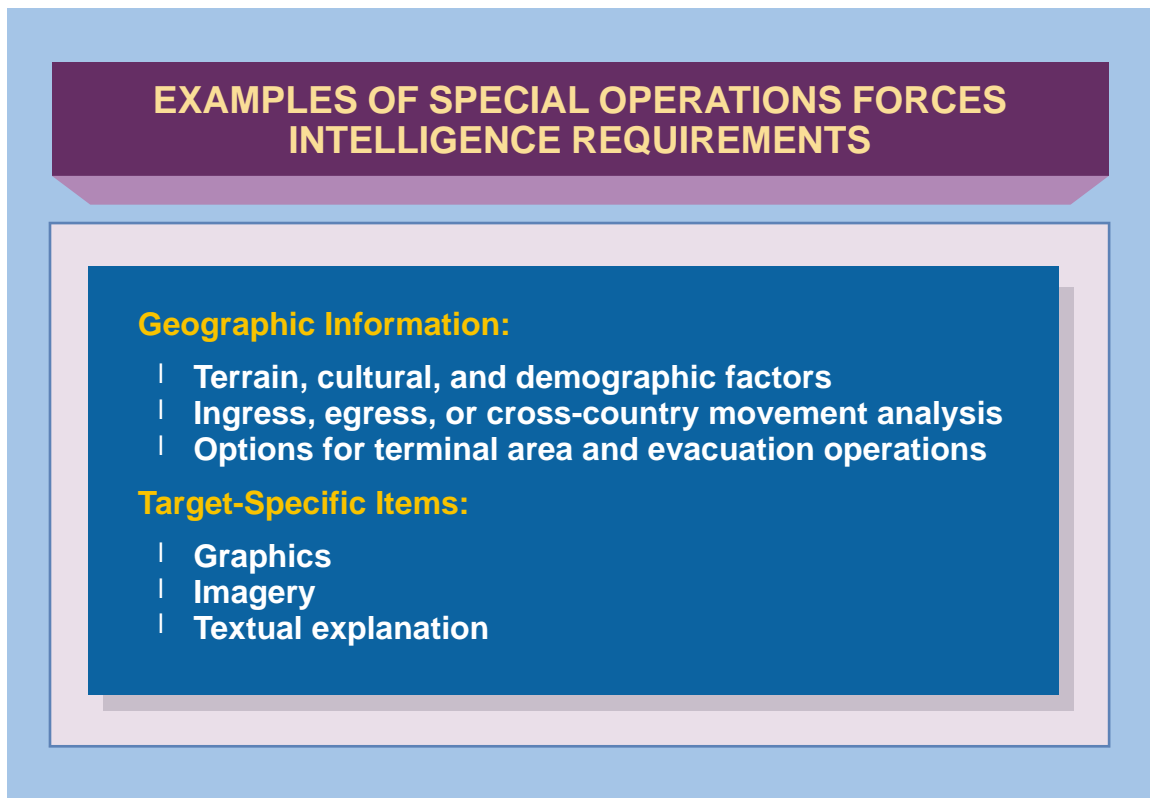 EXAMPLES OF SPECIAL OPERATIONS FORCES
INTELLIGENCE REQUIREMENTS
Geographic Information:
l Terrain, cultural, and demographic factors
l Ingress, egress, or cross-country movement analysis
l Options for terminal area and evacuation operations
Target-Specific Items:
l Graphics
l Imagery
l Textual explanation